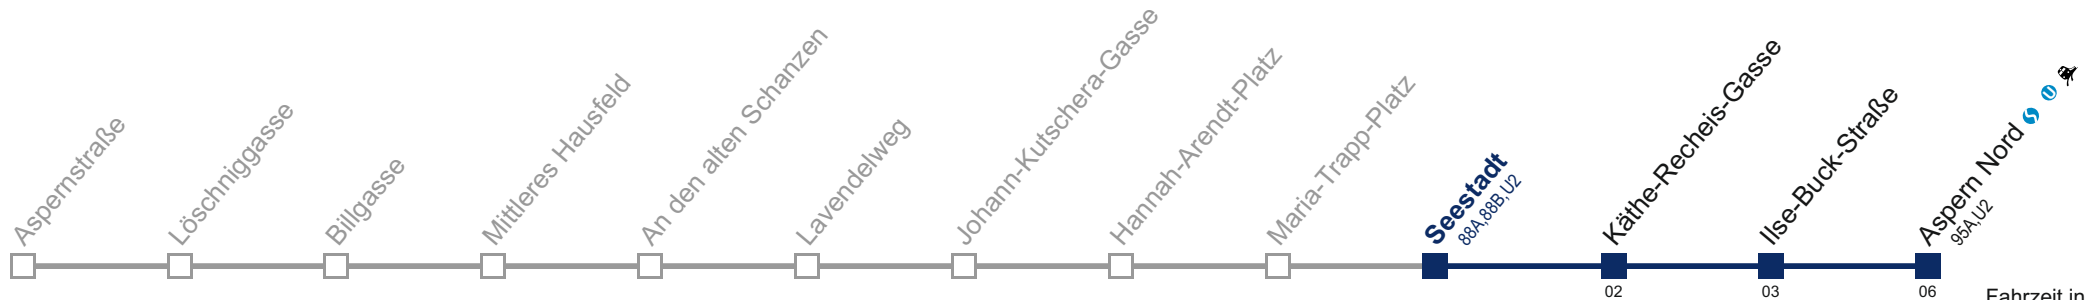 Aspernstraße
Löschniggasse
Billgasse
Mittleres Hausfeld
An den alten Schanzen
Lavendelweg
Johann-Kutschera-Gasse
Hannah-Arendt-Platz
Maria-Trapp-Platz
Seestadt
88A,88B,U2
Käthe-Recheis-Gasse
Ilse-Buck-Straße
Aspern Nord S U
95A,U2
02
03
06
Fahrzeit in